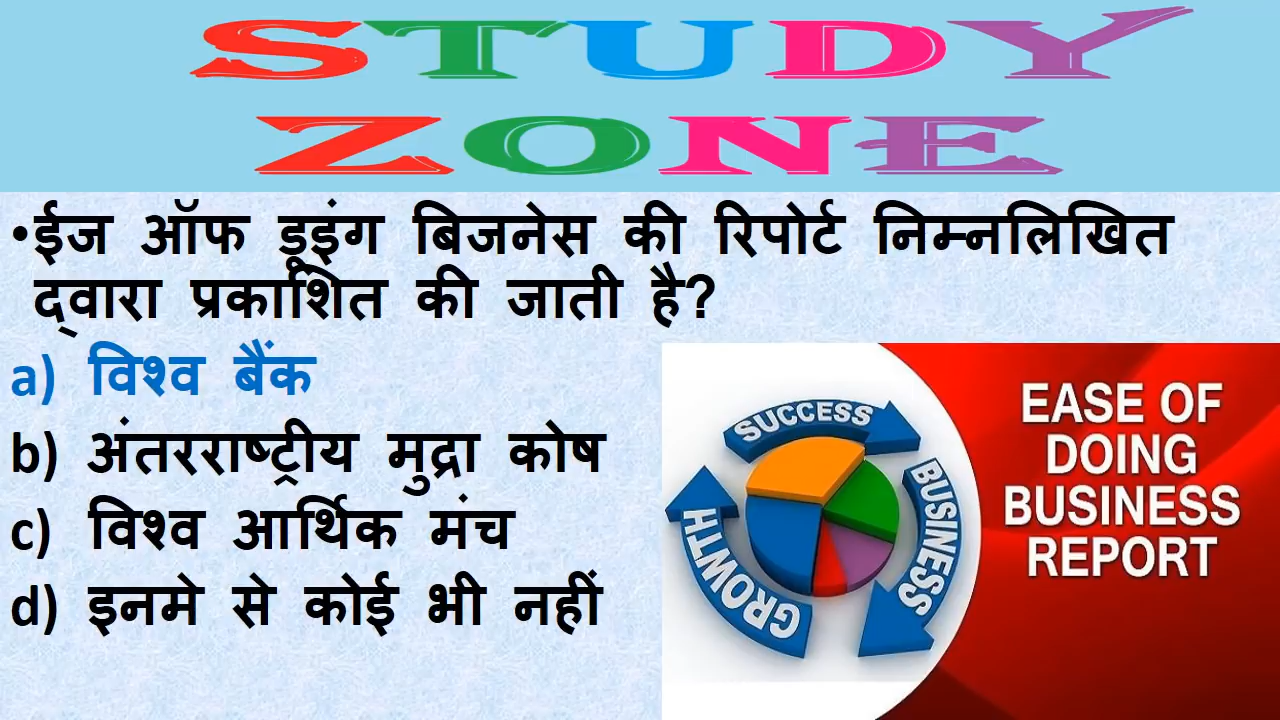 STUDY
ZONE
•ईज ऑफ डूइंग बिजनेस की रिपोर्ट निम्नलिखित
द्वारा प्रकाशित की जाती है?
a) विश्व बैंक
b) अंतरराष्ट्रीय मुद्रा कोष
c) विश्व आर्थिक मंच
d) इनमे से कोई भी नहीं
SUCCESS
BUSINESS
GROWTH
EASE OF
DOING
BUSINESS
REPORT